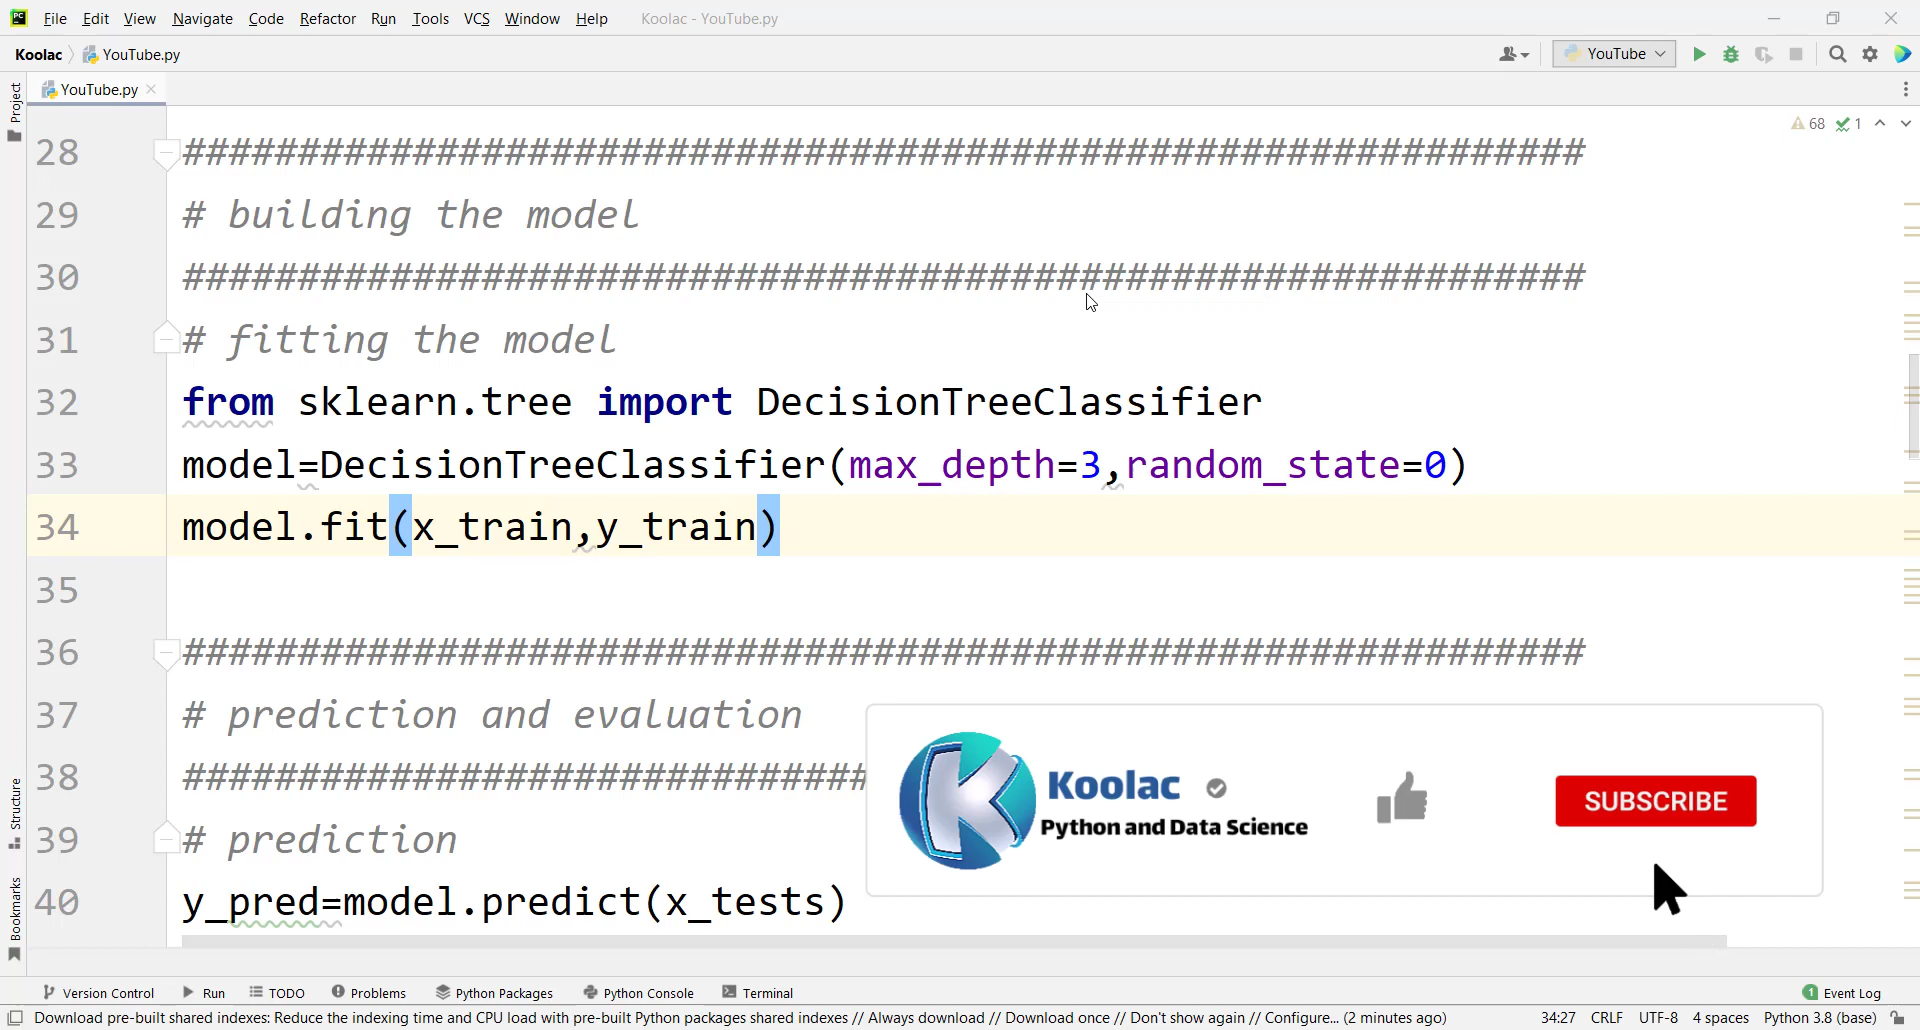 File Edit View Navigate Code Refactor Run Tools VCS Window Help Koolac - YouTube.py
Koolac YouTube.py YouTube
Project
YouTube.py
68 1
28 #############################################################
29 # building the model
30 #############################################################
31 # fitting the model
32 from sklearn.tree import DecisionTreeClassifier
33 model=DecisionTreeClassifier(max_depth=3,random_state=0)
34 model.fit(x_train,y_train)
35
36 #############################################################
37 # prediction and evaluation
38 ##############################
39 # prediction
40 y_pred=model.predict(x_tests)
Koolac
Python and Data Science
SUBSCRIBE
Structure
Bookmarks
Version Control Run TODO Problems Python Packages Python Console Terminal 1 Event Log
Download pre-built shared indexes: Reduce the indexing time and CPU load with pre-built Python packages shared indexes // Always download // Download once // Don't show again // Configure... (2 minutes ago) 34:27 CRLF UTF-8 4 spaces Python 3.8 (base)